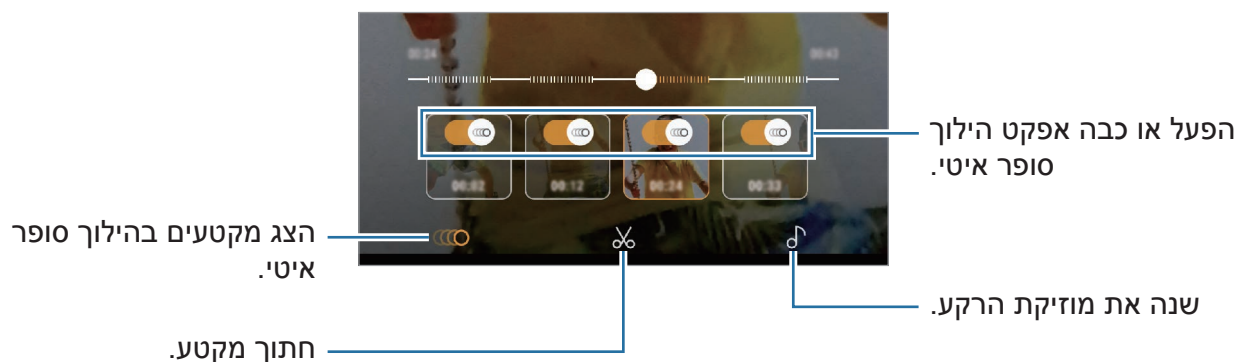 00:24
00:43
הפעל או כבה אפקט הילוך
סופר איטי.
00:02
00:12
00:24
00:33
הצג מקטעים בהילוך סופר
איטי.
שנה את מוזיקת הרקע.
חתוך מקטע.